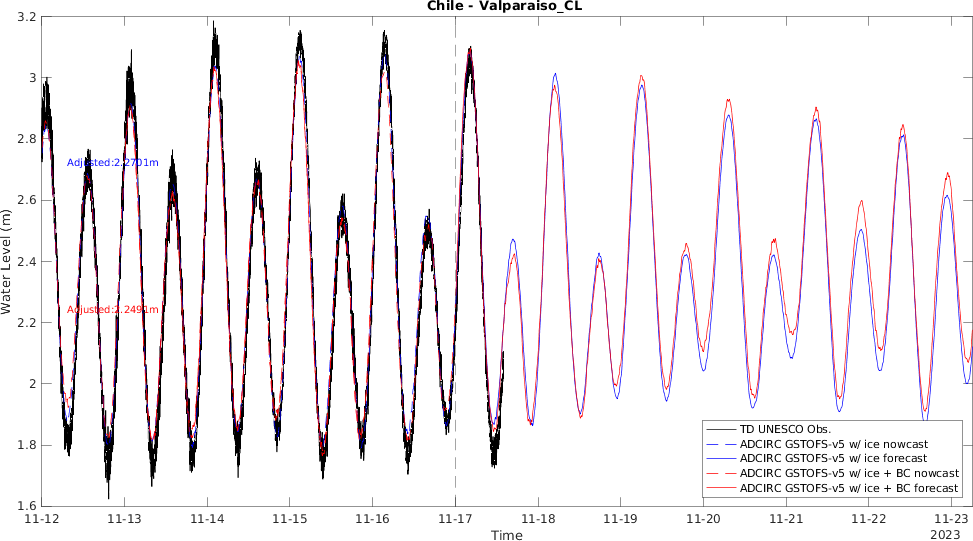 Chile - Valparaiso_CL
3.2
3
2.8
2.6
2.4
2.2
2
1.8
1.6
Water Level (m)
Adjusted:2.2701m
Adjusted:2.2491m
TD UNESCO Obs.
ADCIRC GSTOFS-v5 w/ ice nowcast
ADCIRC GSTOFS-v5 w/ ice forecast
ADCIRC GSTOFS-v5 w/ ice + BC nowcast
ADCIRC GSTOFS-v5 w/ ice + BC forecast
11-12 11-13 11-14 11-15 11-16 11-17 11-18 11-19 11-20 11-21 11-22 11-23
Time 2023